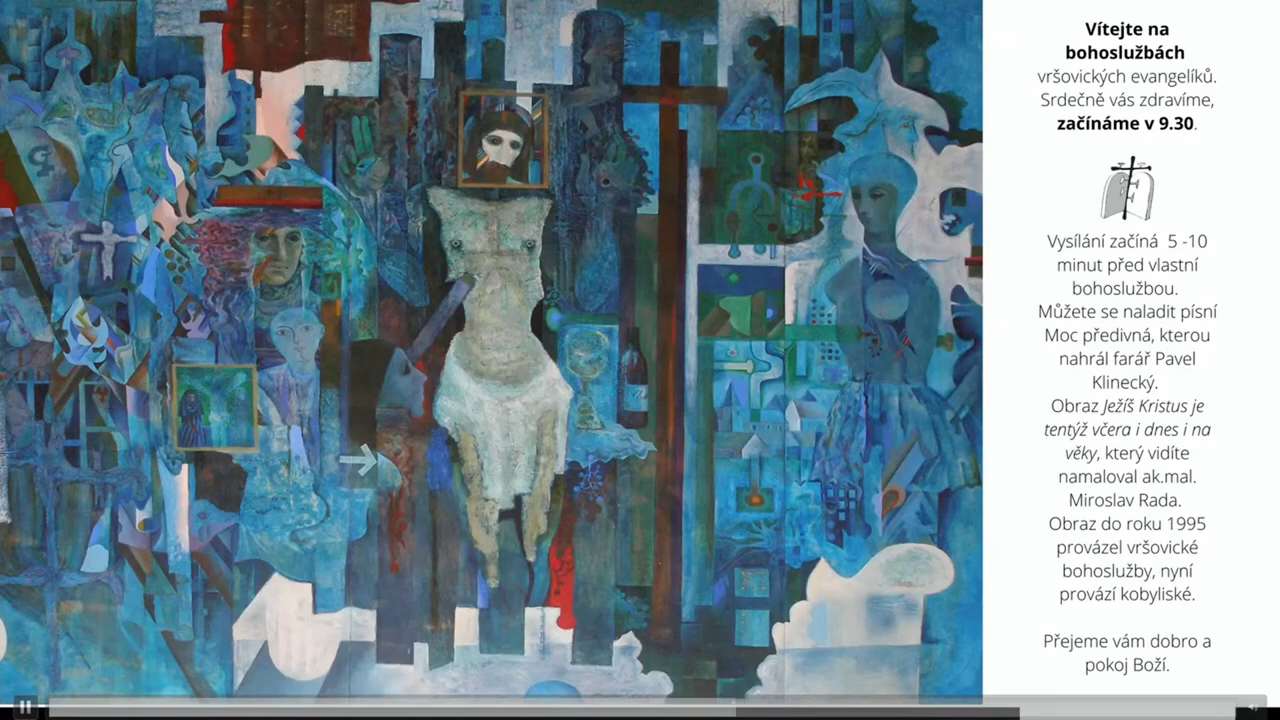 Vítejte na
bohoslužbách
vršovických evangelíků.
Srdečně vás zdravíme,
začínáme v 9.30.
Vysílání začíná 5 -10
minut před vlastní
bohoslužbou.
Můžete se naladit písní
Moc předivná, kterou
nahrál farář Pavel
Klinecký.
Obraz Ježíš Kristus je
tentýž včera i dnes i na
věky, který vidíte
namaloval ak.mal.
Miroslav Rada.
Obraz do roku 1995
provázel vršovické
bohoslužby, nyní
provází kobyliské.
Přejeme vám dobro a
pokoj Boží.